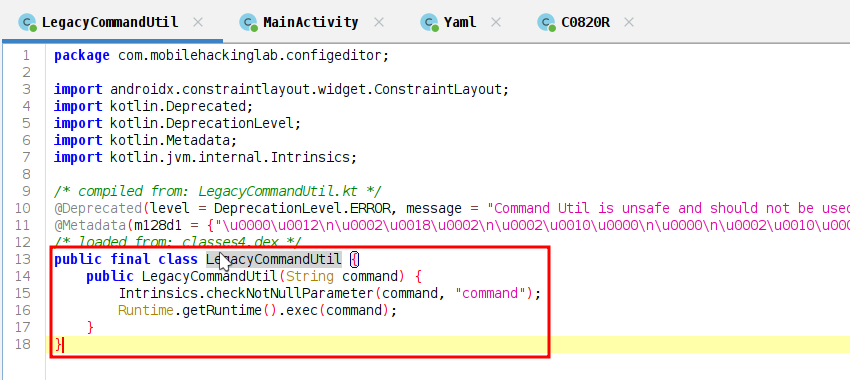 LegacyCommandUtil MainActivity Yaml C0820R
1 package com.mobilehackinglab.configeditor;
2
3 import androidx.constraintlayout.widget.ConstraintLayout;
4 import kotlin.Deprecated;
5 import kotlin.DeprecationLevel;
6 import kotlin.Metadata;
7 import kotlin.jvm.internal.Intrinsics;
8
9 /* compiled from: LegacyCommandUtil.kt */
10 @Deprecated(level = DeprecationLevel.ERROR, message = "Command Util is unsafe and should not be used
11 @Metadata(m128d1 = {"\u0000\u0012\n\u0002\u0018\u0002\n\u0002\u0010\u0000\n\u0000\n\u0002\u0010\u000
12 /* loaded from: classes4.dex */
13 public final class LegacyCommandUtil {
14 public LegacyCommandUtil(String command) {
15 Intrinsics.checkNotNullParameter(command, "command");
16 Runtime.getRuntime().exec(command);
17 }
18 }